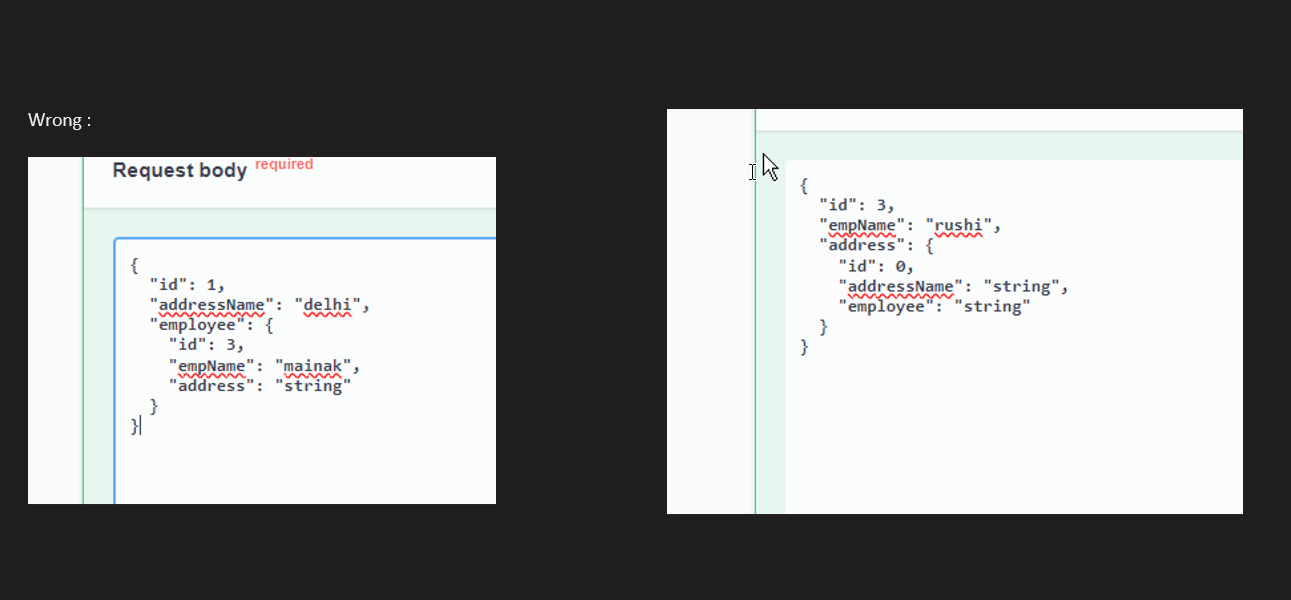 Wrong :
Request body required
{
"id": 1,
"addressName": "delhi",
"employee": {
"id": 3,
"empName": "mainak",
"address": "string"
}
}
{
"id": 3,
"empName": "rushi",
"address": {
"id": 0,
"addressName": "string",
"employee": "string"
}
}